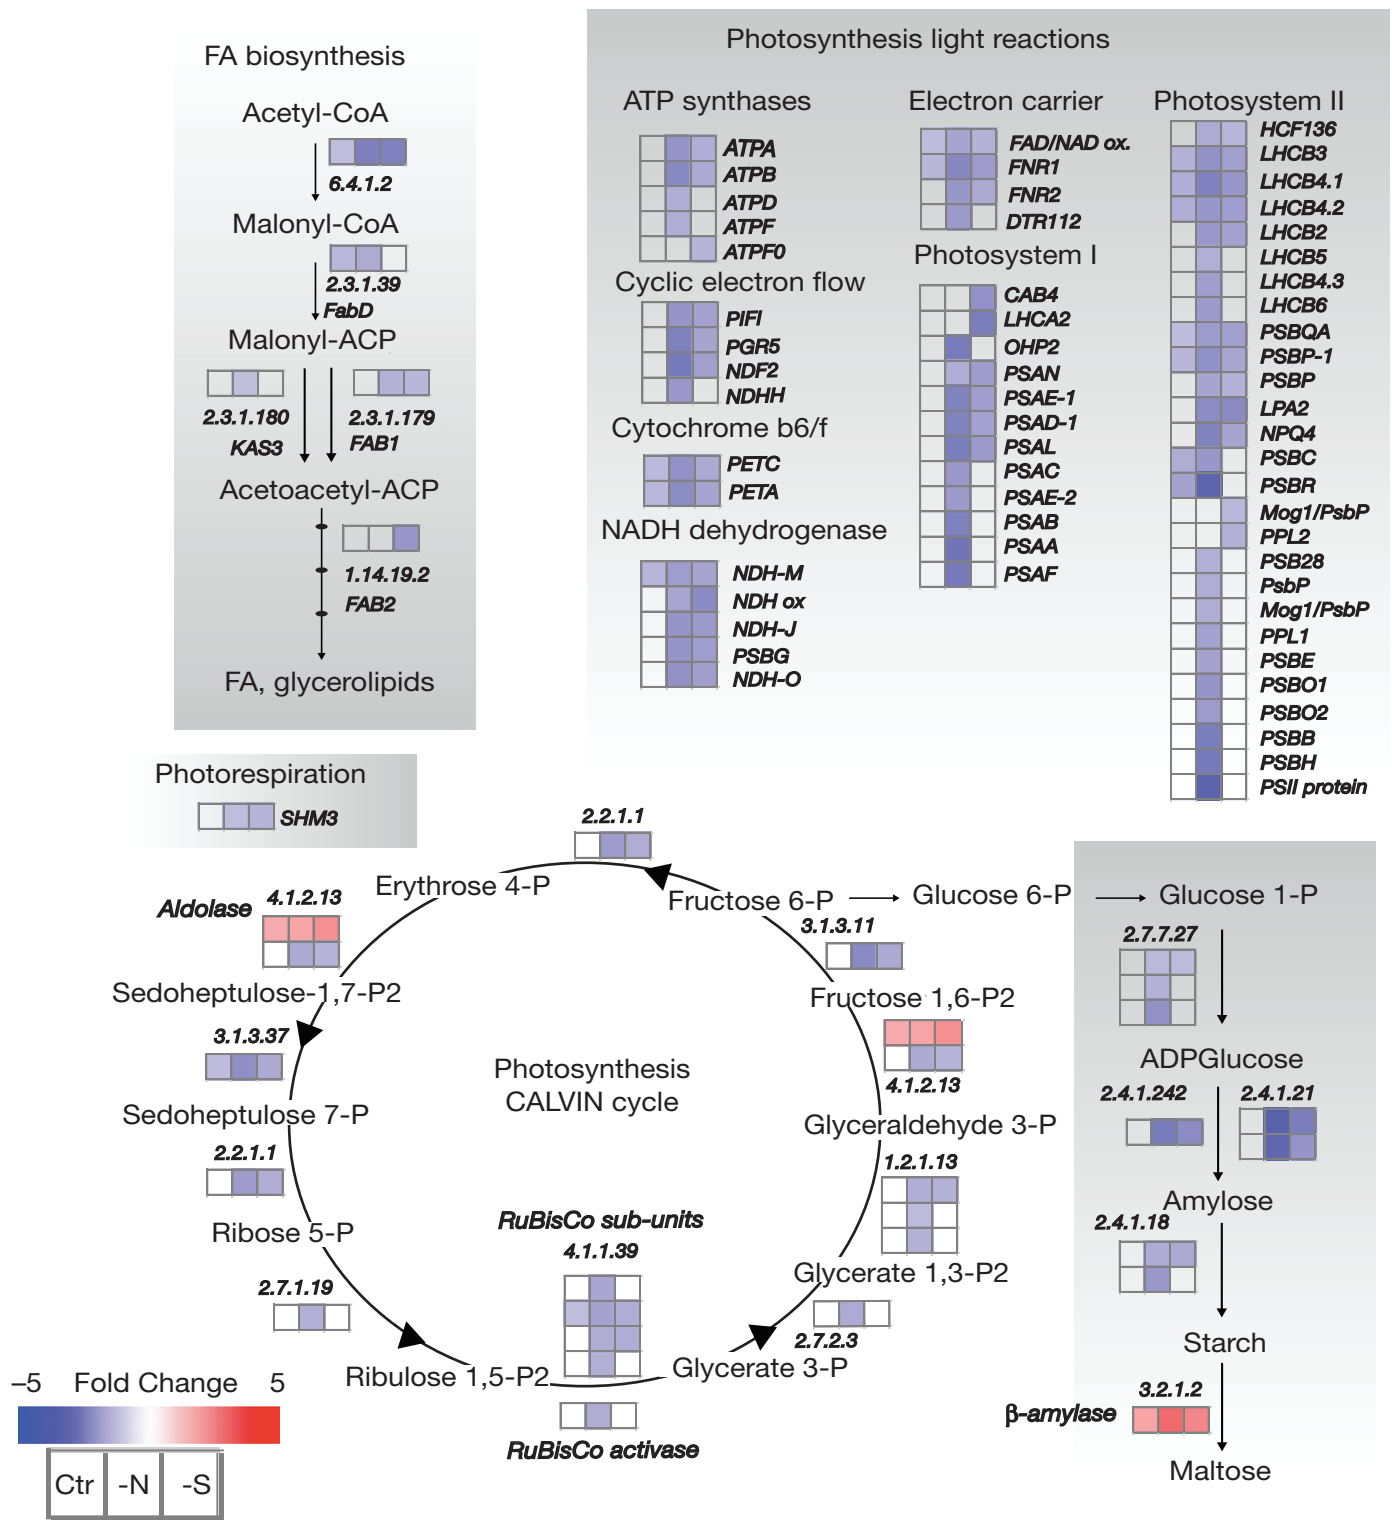 FA biosynthesis
Acetyl-CoA
6.4.1.2
Malonyl-CoA
2.3.1.39
FabD
Malonyl-ACP
2.3.1.180
KAS3
2.3.1.179
FAB1
Acetoacetyl-ACP
1.14.19.2
FAB2
FA, glycerolipids
Photosynthesis light reactions
ATP synthases
ATPA
ATPB
ATPD
ATPF
ATPF0
Cyclic electron flow
PIFI
PGR5
NDF2
NDHH
Cytochrome b6/f
PETC
PETA
NADH dehydrogenase
NDH-M
NDH ox
NDH-J
PSBG
NDH-O
Electron carrier
FAD/NAD ox.
FNR1
FNR2
DTR112
Photosystem I
CAB4
LHCA2
OHP2
PSAN
PSAE-1
PSAD-1
PSAL
PSAC
PSAE-2
PSAB
PSAA
PSAF
Photosystem II
HCF136
LHCB3
LHCB4.1
LHCB4.2
LHCB2
LHCB5
LHCB4.3
LHCB6
PSBQA
PSBP-1
PSBP
LPA2
NPQ4
PSBC
PSBR
Mog1/PsbP
PPL2
PSB28
PsbP
Mog1/PsbP
PPL1
PSBE
PSBO1
PSBO2
PSBB
PSBH
PSII protein
Photorespiration
SHM3
2.2.1.1
Erythrose 4-P
Fructose 6-P
Glucose 6-P
Glucose 1-P
Aldolase
4.1.2.13
3.1.3.11
2.7.7.27
Sedoheptulose-1,7-P2
Fructose 1,6-P2
3.1.3.37
Photosynthesis
CALVIN cycle
4.1.2.13
ADPGlucose
2.4.1.242
2.4.1.21
Sedoheptulose 7-P
Glyceraldehyde 3-P
2.2.1.1
1.2.1.13
Amylose
Ribose 5-P
RuBisCo sub-units
4.1.1.39
2.4.1.18
Glycerate 1,3-P2
2.7.1.19
2.7.2.3
Starch
Ribulose 1,5-P2
Glycerate 3-P
3.2.1.2
β-amylase
RuBisCo activase
Maltose
–5 Fold Change 5
Ctr -N -S